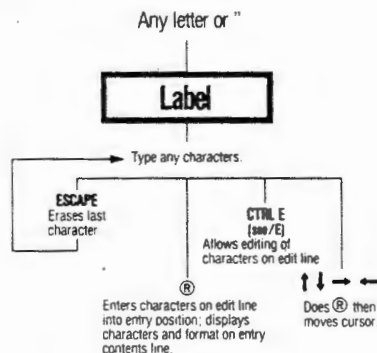 Any letter or "
Label
Type any characters.
ESCAPE
Erases last
character
CTRL E
(see /E)
Allows editing of
characters on edit line
®
Enters characters on edit line
into entry position; displays
characters and format on entry
contents line.
↑ ↓ → ←
Does ® then
moves cursor